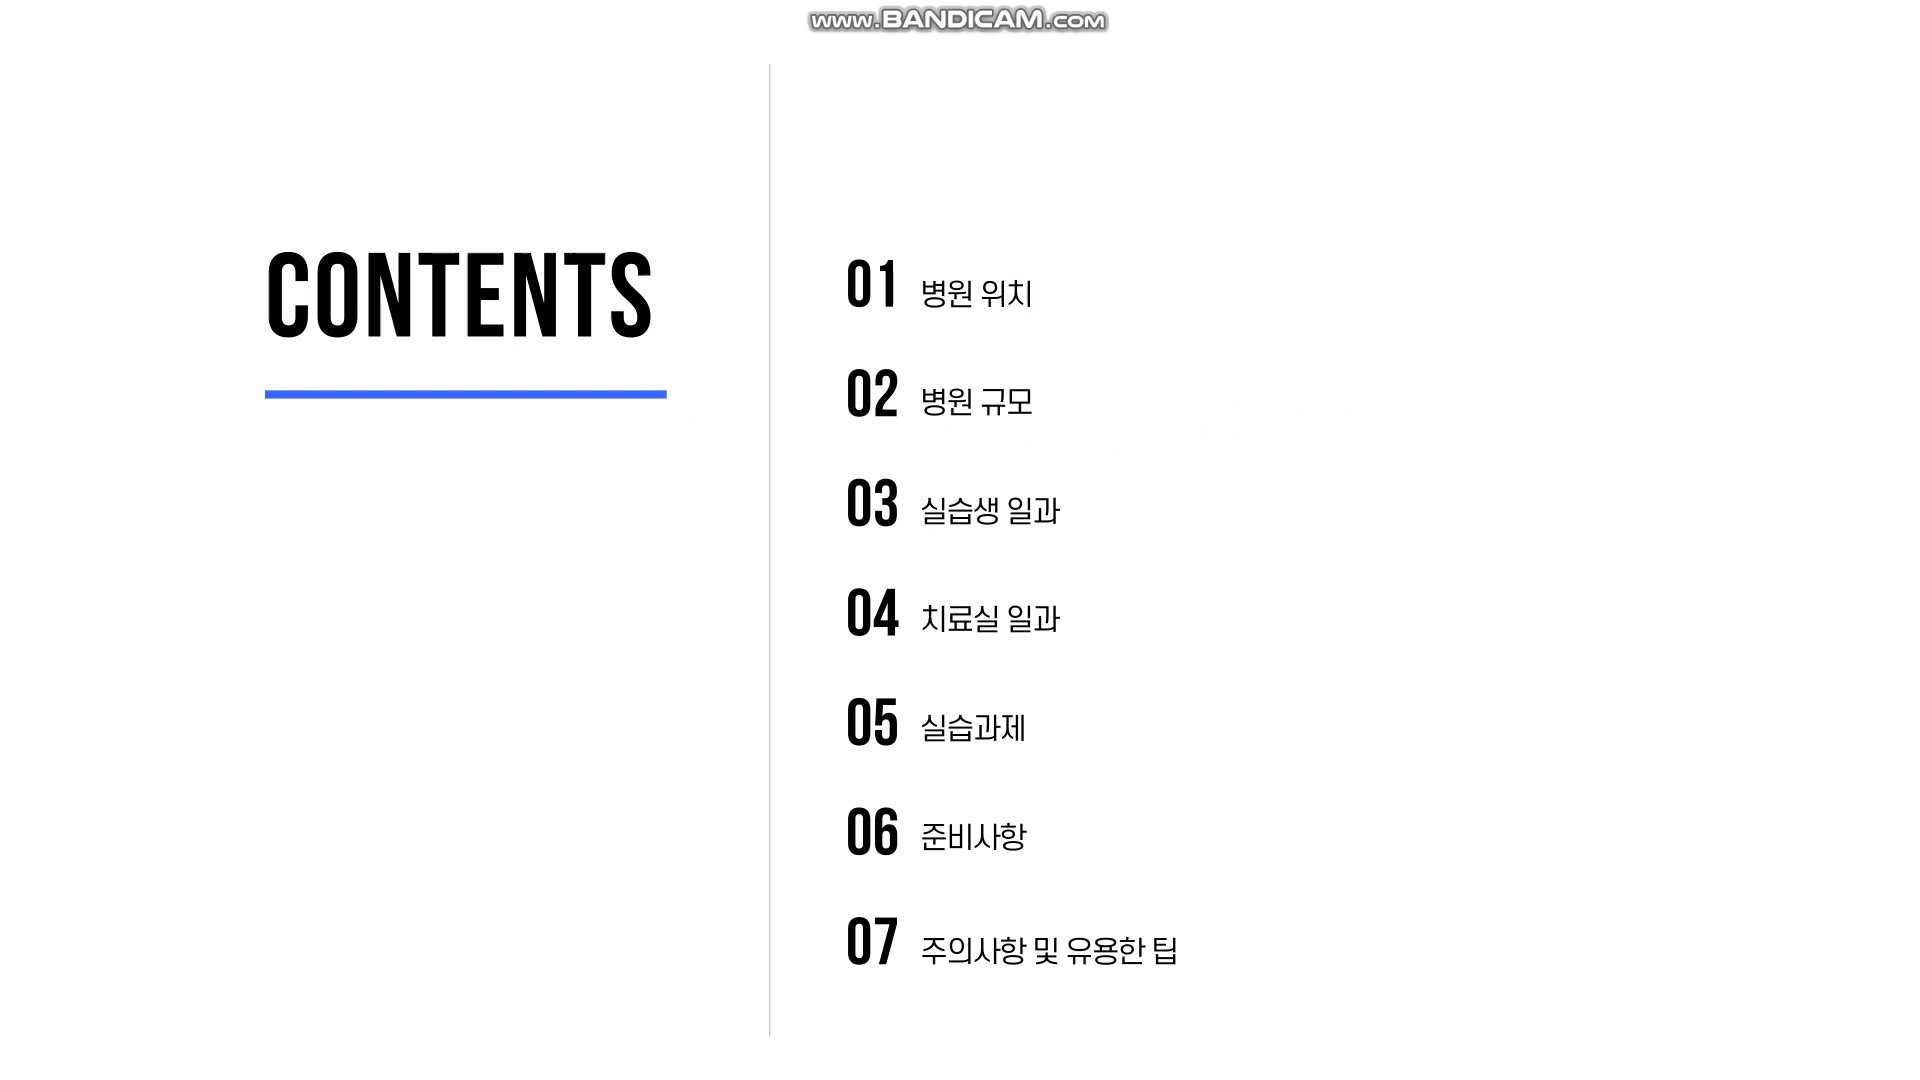 www.BANDICAM.com
CONTENTS
01 병원 위치
02 병원 규모
03 실습생 일과
04 치료실 일과
05 실습과제
06 준비사항
07 주의사항 및 유용한 팁